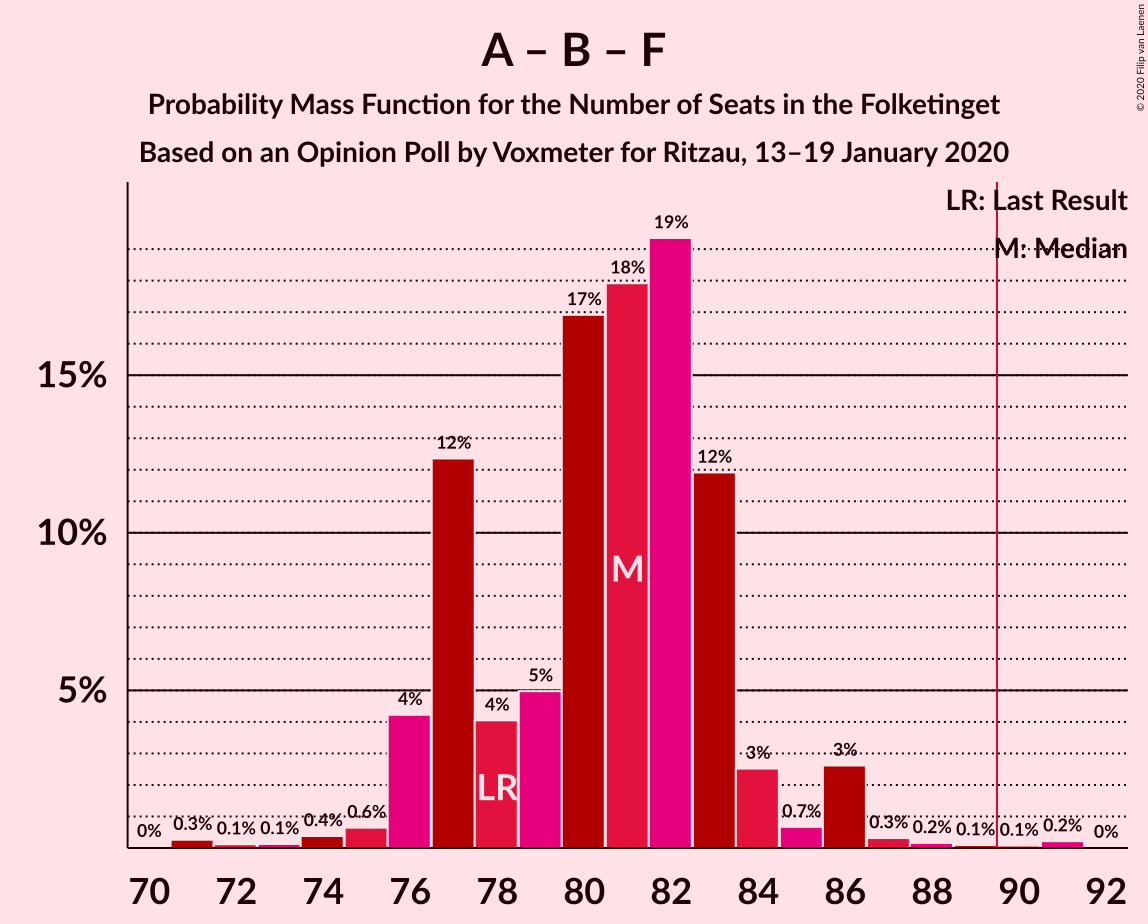 A – B – F
Probability Mass Function for the Number of Seats in the Folketinget
Based on an Opinion Poll by Voxmeter for Ritzau, 13–19 January 2020
© 2020 Filip van Laenen
LR: Last Result
M: Median
15%
10%
5%
0%
0.3%
0.1%
0.1%
0.4%
0.6%
4%
12%
4%
5%
17%
18%
19%
12%
3%
0.7%
3%
0.3%
0.2%
0.1%
0.1%
0.2%
0%
LR
M
70 72 74 76 78 80 82 84 86 88 90 92